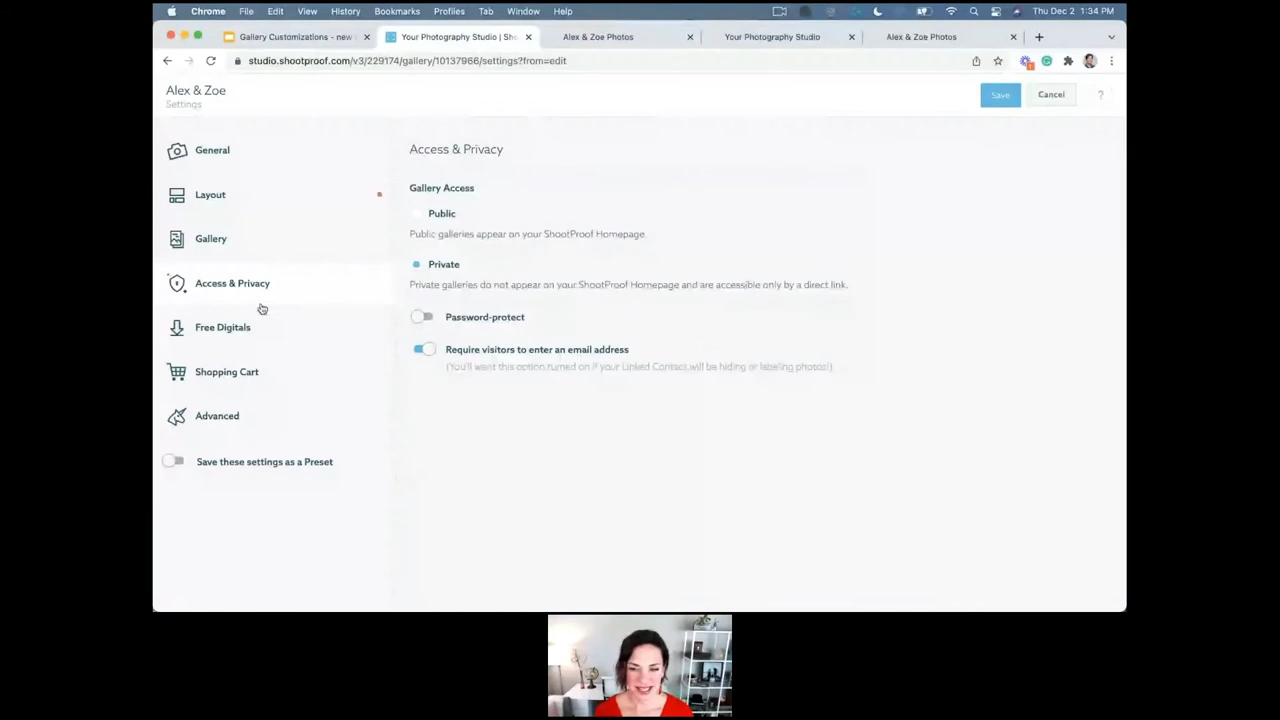 Chrome File Edit View History Bookmarks Profiles Tab Window Help Thu Dec 2 1:34 PM
Gallery Customizations - new Your Photography Studio | Sho Alex & Zoe Photos Your Photography Studio Alex & Zoe Photos
studio.shootproof.com/v3/229174/gallery/10137966/settings?from=edit
Alex & Zoe
Settings
Save Cancel ?
General
Layout
Gallery
Access & Privacy
Free Digitals
Shopping Cart
Advanced
Save these settings as a Preset
Access & Privacy
Gallery Access
Public
Public galleries appear on your ShootProof Homepage.
Private
Private galleries do not appear on your ShootProof Homepage and are accessible only by a direct link.
Password-protect
Require visitors to enter an email address
(You'll want this option turned on if your Linked Contact will be hiding or labeling photos!)